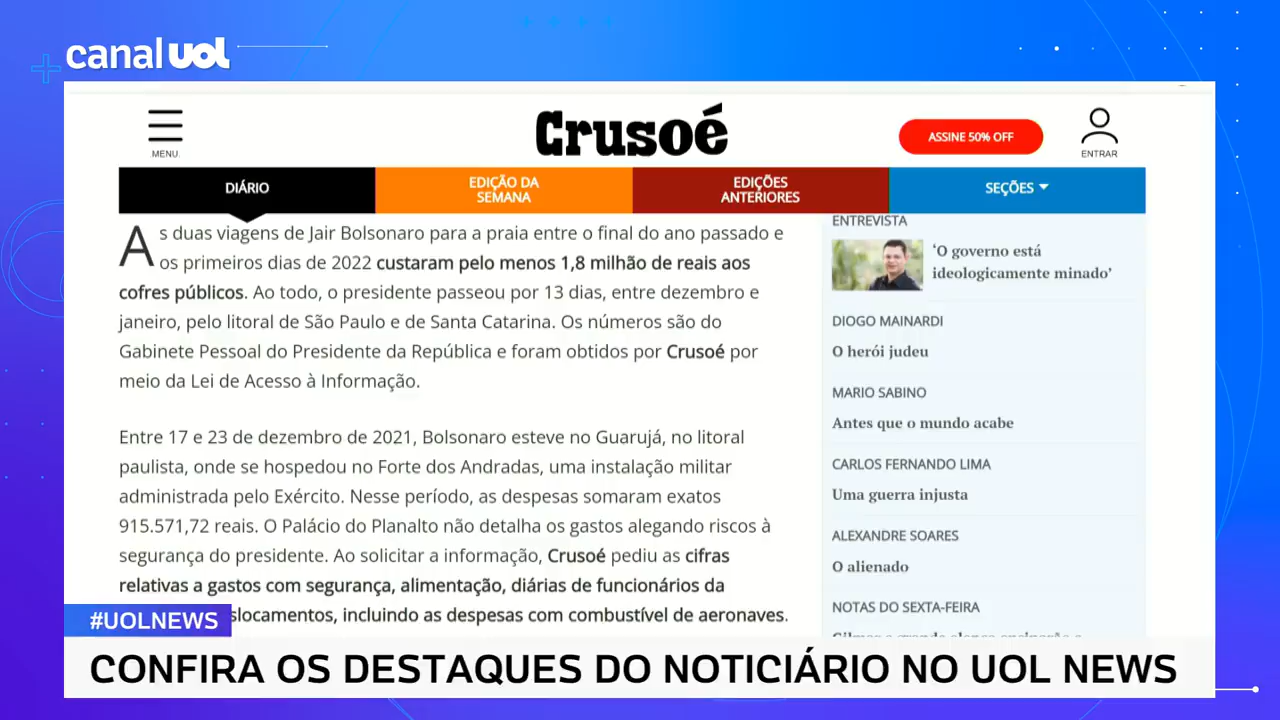 canal uol
Crusoé
MENU
ASSINE 50% OFF
ENTRAR
DIÁRIO
EDIÇÃO DA
SEMANA
EDIÇÕES
ANTERIORES
SEÇÕES
As duas viagens de Jair Bolsonaro para a praia entre o final do ano passado e
os primeiros dias de 2022 custaram pelo menos 1,8 milhão de reais aos
cofres públicos. Ao todo, o presidente passeou por 13 dias, entre dezembro e
janeiro, pelo litoral de São Paulo e de Santa Catarina. Os números são do
Gabinete Pessoal do Presidente da República e foram obtidos por Crusoé por
meio da Lei de Acesso à Informação.
Entre 17 e 23 de dezembro de 2021, Bolsonaro esteve no Guarujá, no litoral
paulista, onde se hospedou no Forte dos Andradas, uma instalação militar
administrada pelo Exército. Nesse período, as despesas somaram exatos
915.571,72 reais. O Palácio do Planalto não detalha os gastos alegando riscos à
segurança do presidente. Ao solicitar a informação, Crusoé pediu as cifras
relativas a gastos com segurança, alimentação, diárias de funcionários da
slocamentos, incluindo as despesas com combustível de aeronaves.
ENTREVISTA
‘O governo está
ideologicamente minado’
DIOGO MAINARDI
O herói judeu
MARIO SABINO
Antes que o mundo acabe
CARLOS FERNANDO LIMA
Uma guerra injusta
ALEXANDRE SOARES
O alienado
NOTAS DO SEXTA-FEIRA
#UOLNEWS
CONFIRA OS DESTAQUES DO NOTICIÁRIO NO UOL NEWS